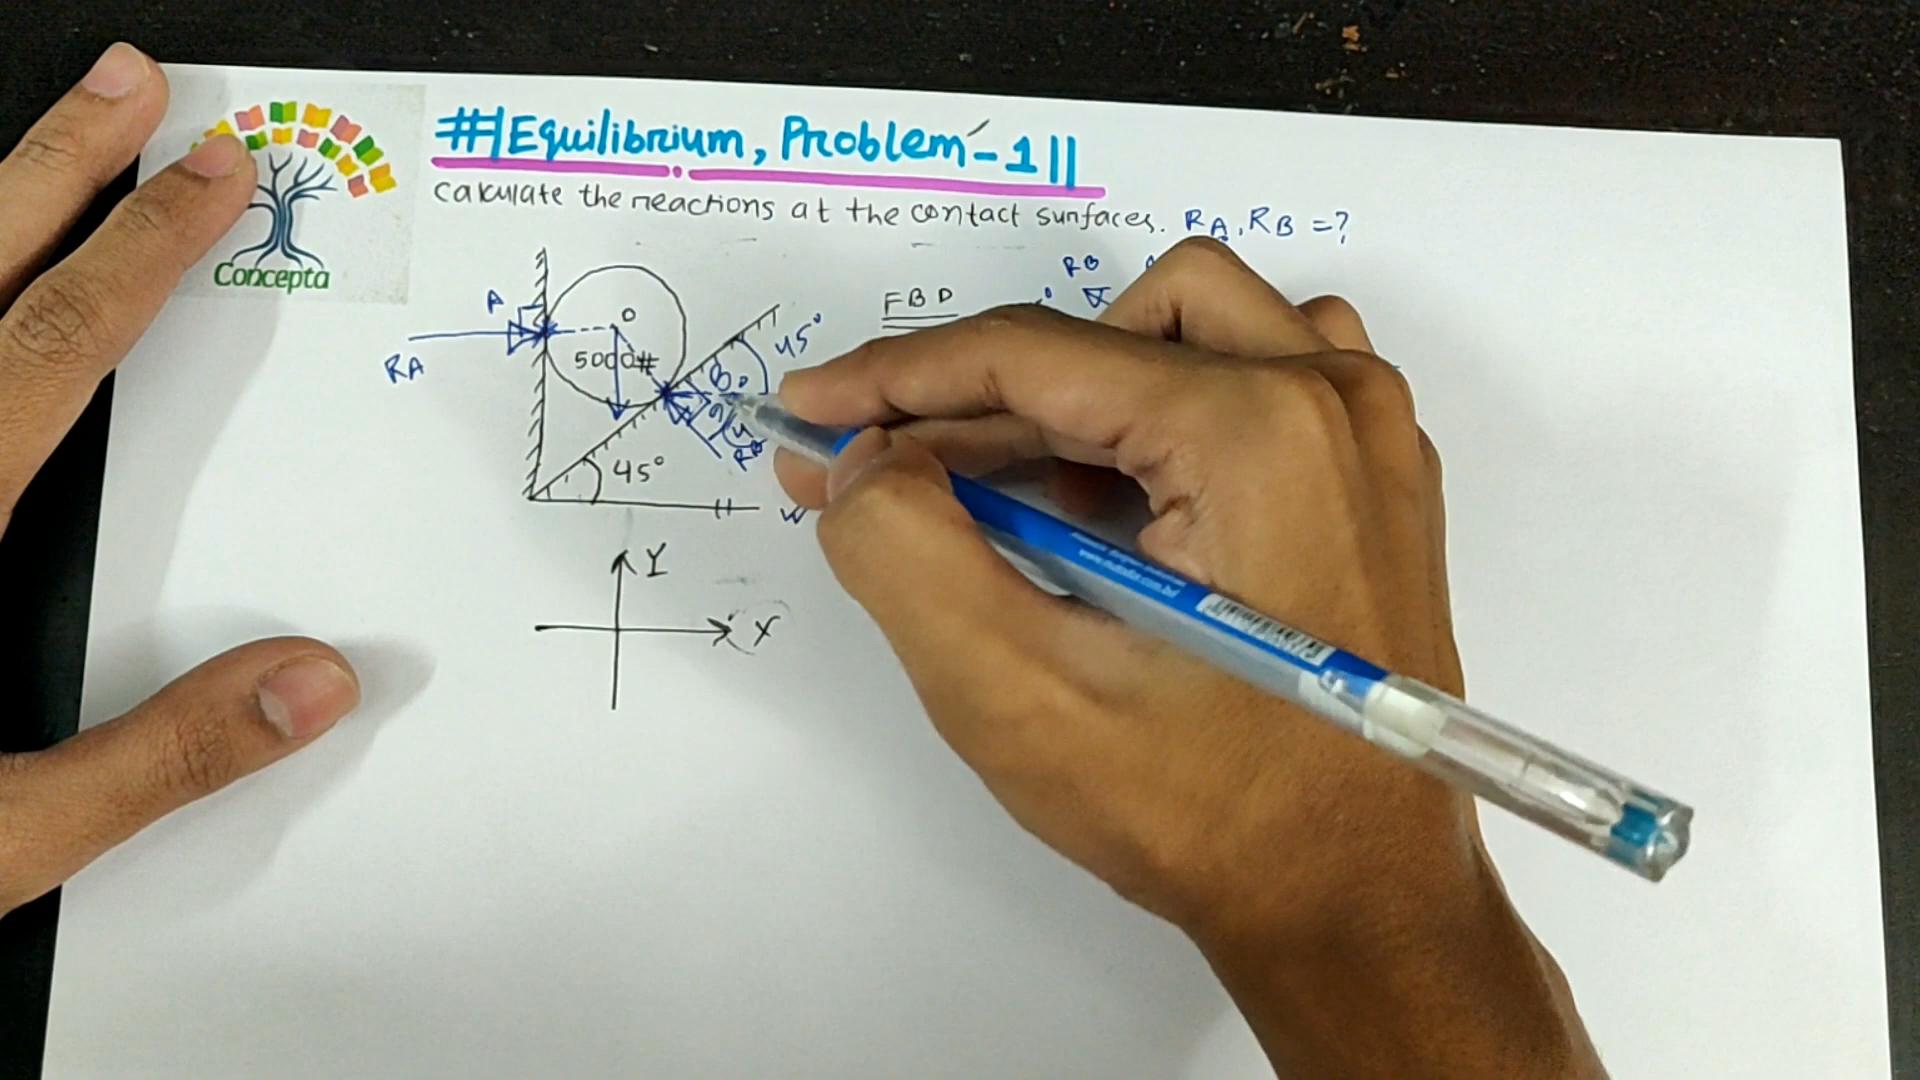 #||Equilibrium, Problem-1||
calculate the reactions at the contact surfaces. RA, RB =?
Concepta
RB
FBD
A
O
45°
5000#
RA
B
RB
45°
Y
X